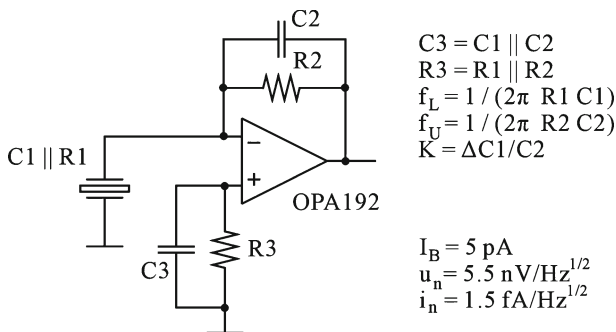 C2
R2
C1 || R1
−
+
OPA192
C3
R3
C3 = C1 || C2
R3 = R1 || R2
f_L = 1 / (2π R1 C1)
f_U = 1 / (2π R2 C2)
K = ΔC1/C2
I_B = 5 pA
u_n = 5.5 nV/Hz^1/2
i_n = 1.5 fA/Hz^1/2